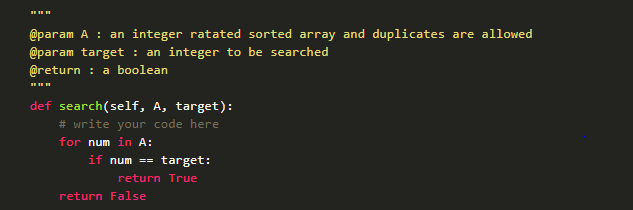 """
@param A : an integer ratated sorted array and duplicates are allowed
@param target : an integer to be searched
@return : a boolean
"""
def search(self, A, target):
    # write your code here
    for num in A:
        if num == target:
            return True
    return False